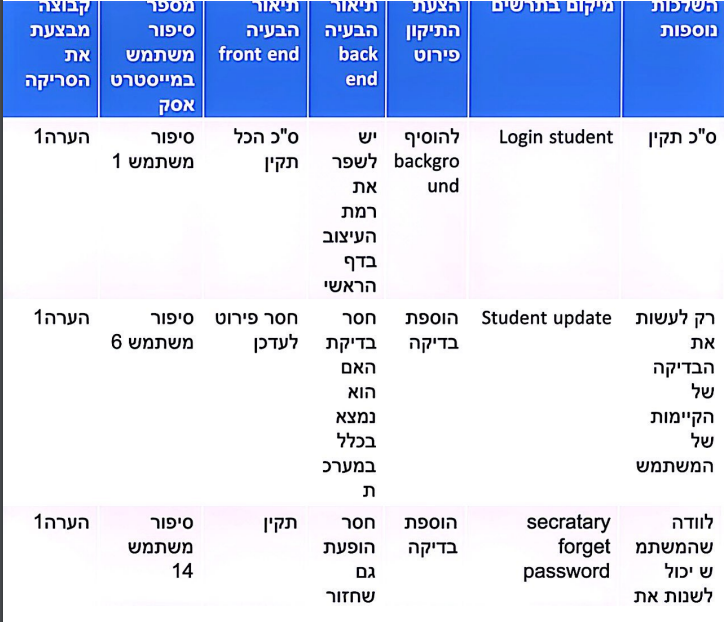 קבוצה
מבצעת
את
הסריקה
מספר
סיפור
משתמש
במייסטרט
אסק
תיאור
הבעיה
front end
תיאור
הבעיה
back
end
הצעת
התיקון
פירוט
מיקום בתרשים
השלכות
נוספות
הערה1
סיפור
משתמש 1
ס"כ הכל
תקין
יש
לשפר
את
רמת
העיצוב
בדף
הראשי
להוסיף
backgro
und
Login student
ס"כ תקין
הערה1
סיפור
משתמש 6
חסר פירוט
לעדכן
חסר
בדיקת
האם
הוא
נמצא
בכלל
במערכ
ת
הוספת
בדיקה
Student update
רק לעשות
את
הבדיקה
של
הקיימות
של
המשתמש
הערה1
סיפור
משתמש
14
תקין
חסר
הופעת
גם
שחזור
הוספת
בדיקה
secratary
forget
password
לוודה
שהמשתמ
ש יכול
לשנות את